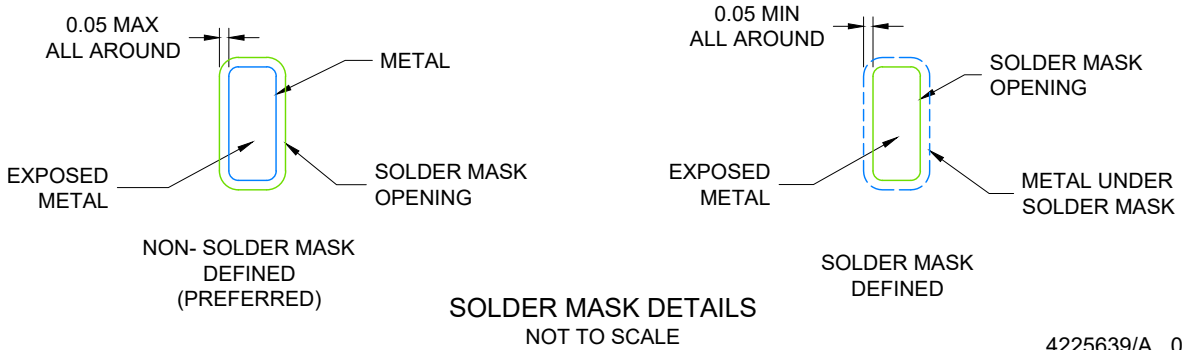 0.05 MAX
ALL AROUND
METAL
EXPOSED
METAL
SOLDER MASK
OPENING
NON- SOLDER MASK
DEFINED
(PREFERRED)
0.05 MIN
ALL AROUND
SOLDER MASK
OPENING
EXPOSED
METAL
METAL UNDER
SOLDER MASK
SOLDER MASK
DEFINED
SOLDER MASK DETAILS
NOT TO SCALE
4225639/A 0